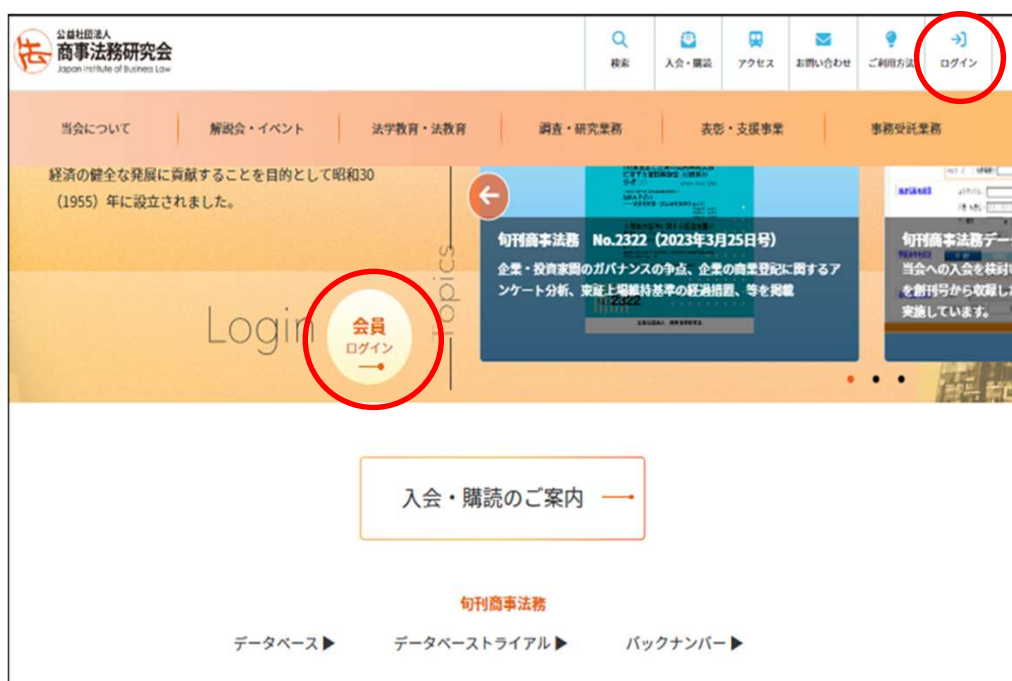 公益社団法人
商事法務研究会
Japan Institute of Business Law
検索
入会・購読
アクセス
お問い合わせ
ご利用方法
ログイン
当会について
解説会・イベント
法学教育・法教育
調査・研究業務
表彰・支援事業
事務受託業務
経済の健全な発展に貢献することを目的として昭和30
（1955）年に設立されました。
Login
会員
ログイン
Topics
旬刊商事法務 No.2322（2023年3月25日号）
企業・投資家間のガバナンスの争点、企業の商業登記に関するア
ンケート分析、東証上場維持基準の経過措置、等を掲載
2322
旬刊商事法務デー
当会への入会を検討
を創刊号から収録した
実施しています。
入会・購読のご案内
旬刊商事法務
データベース▶
データベーストライアル▶
バックナンバー▶